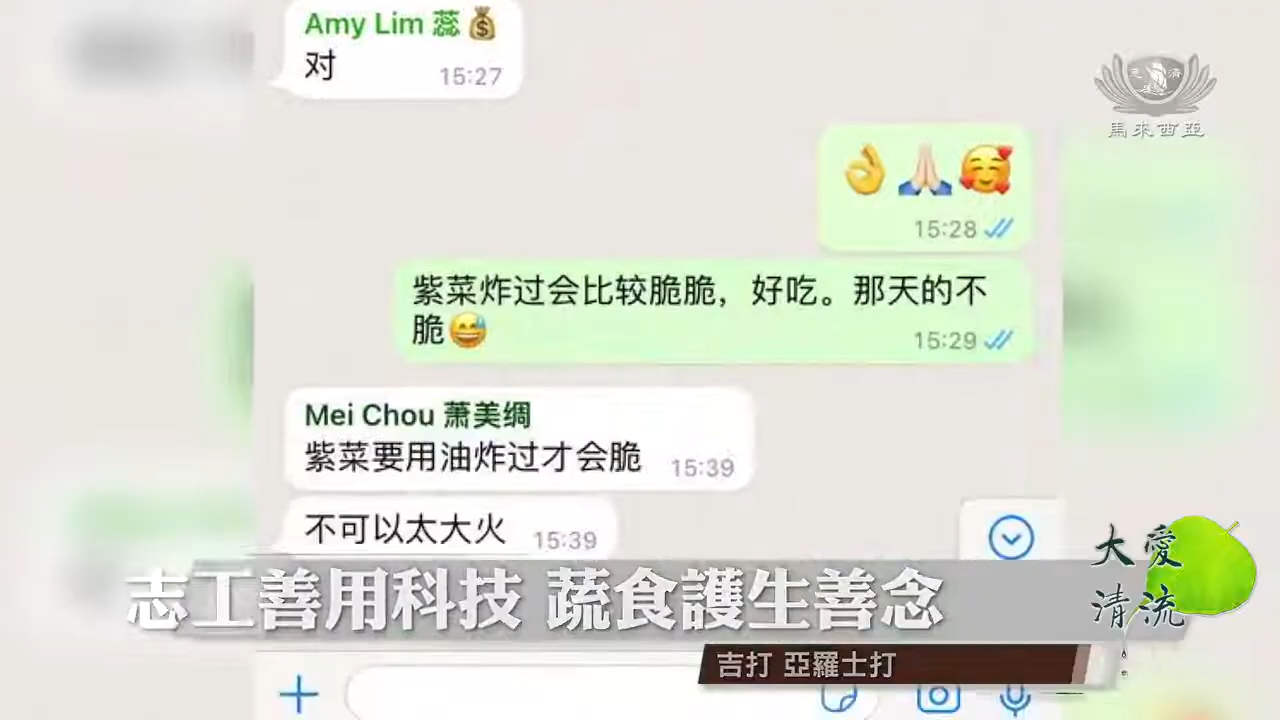 Amy Lim 蕊💰
对
15:27
👌🙏🏻🥰
15:28
紫菜炸过会比较脆脆，好吃。那天的不
脆😅
15:29
Mei Chou 萧美绸
紫菜要用油炸过才会脆
15:39
不可以太大火
15:39
馬來西亞
大愛
清流
志工善用科技 蔬食護生善念
吉打 亞羅士打